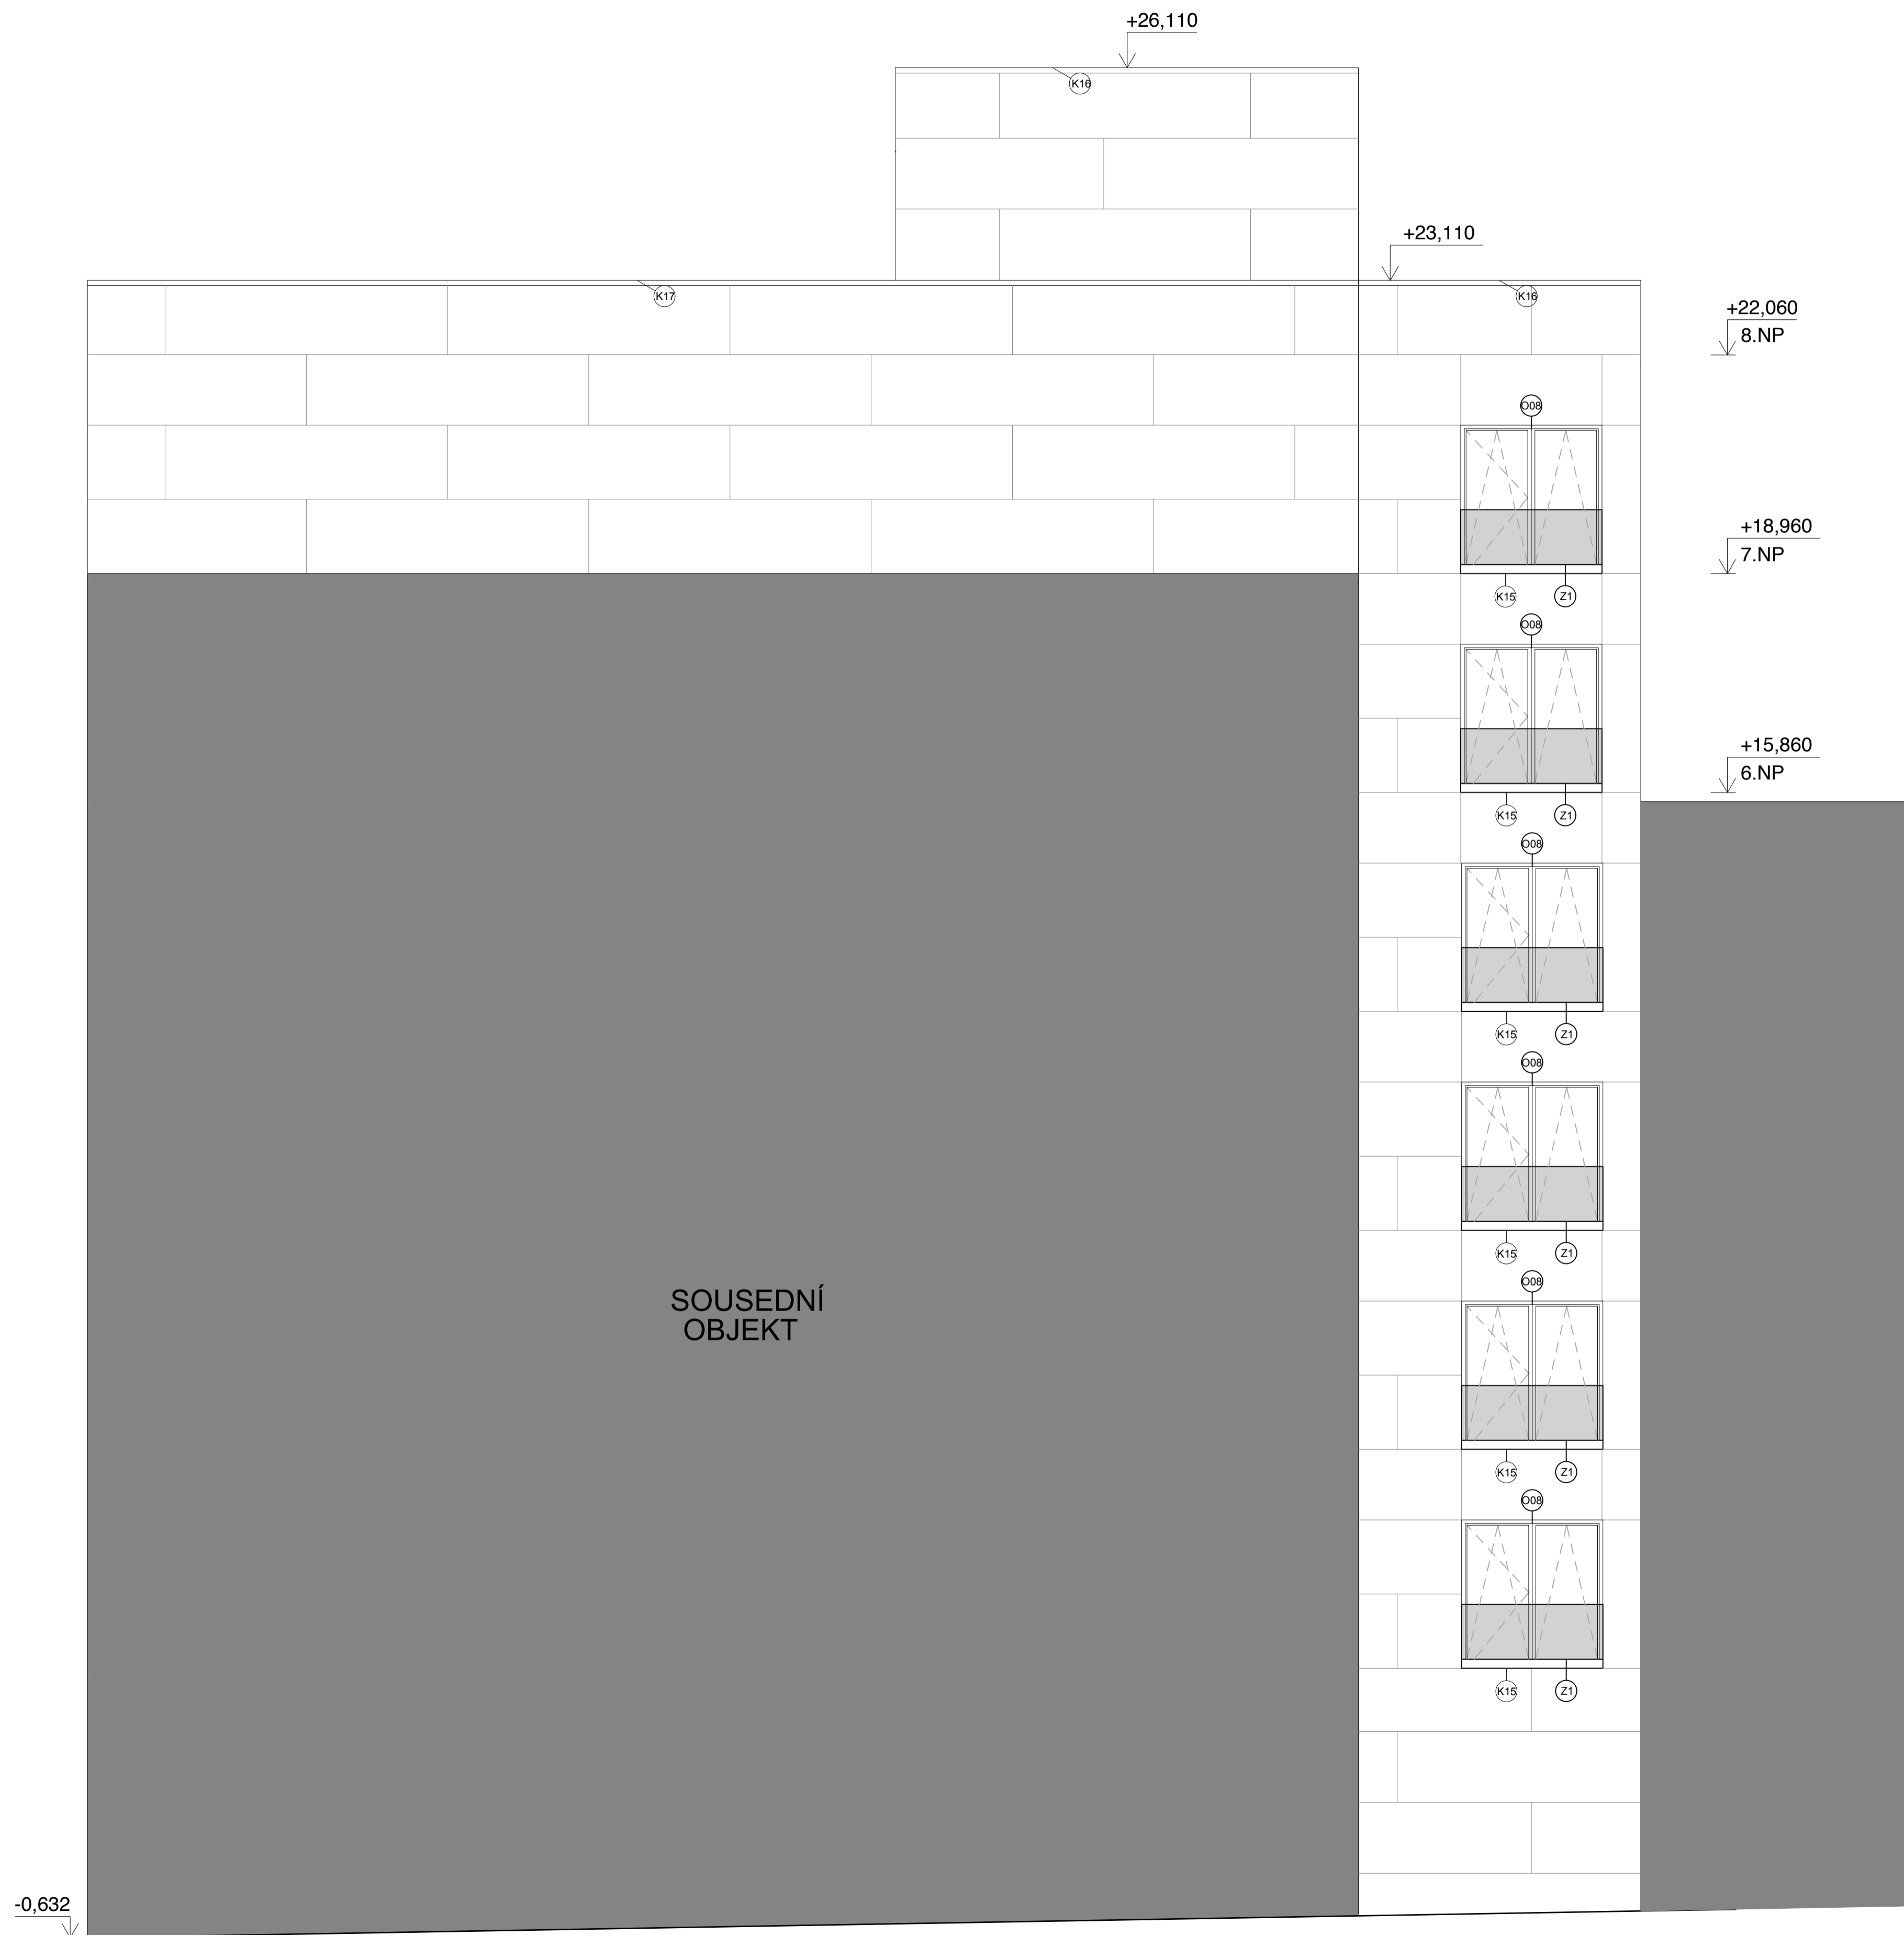 +26,110
K16
+23,110
K17
K16
+22,060
8.NP
O08
+18,960
7.NP
K15
Z1
O08
+15,860
6.NP
K15
Z1
O08
K15
Z1
O08
K15
Z1
O08
SOUSEDNÍ
OBJEKT
K15
Z1
O08
K15
Z1
-0,632